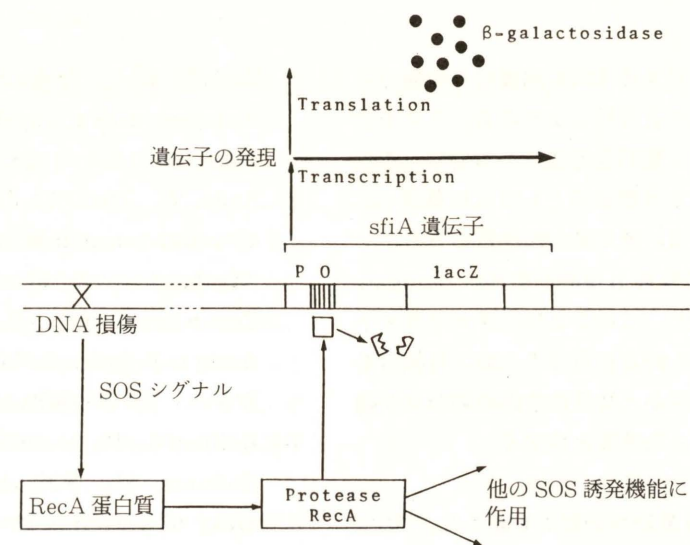 β-galactosidase
Translation
遺伝子の発現
Transcription
sfiA 遺伝子
P O lacZ
DNA 損傷
SOS シグナル
RecA 蛋白質
Protease
RecA
他の SOS 誘発機能に
作用